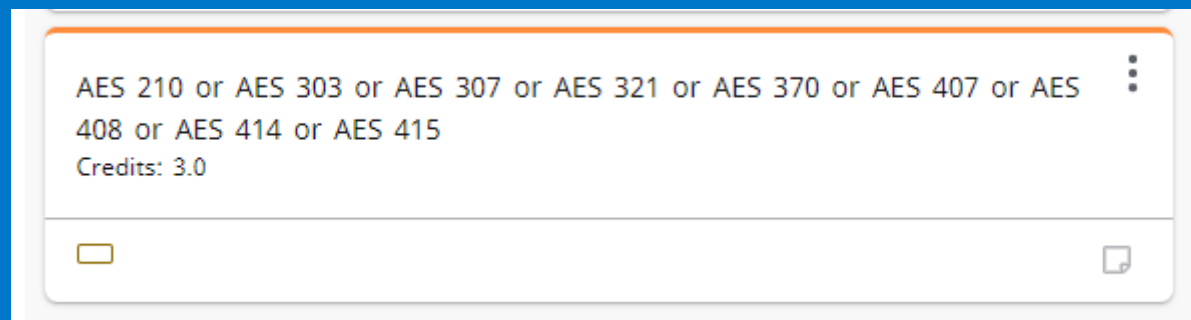 AES 210 or AES 303 or AES 307 or AES 321 or AES 370 or AES 407 or AES
408 or AES 414 or AES 415
Credits: 3.0